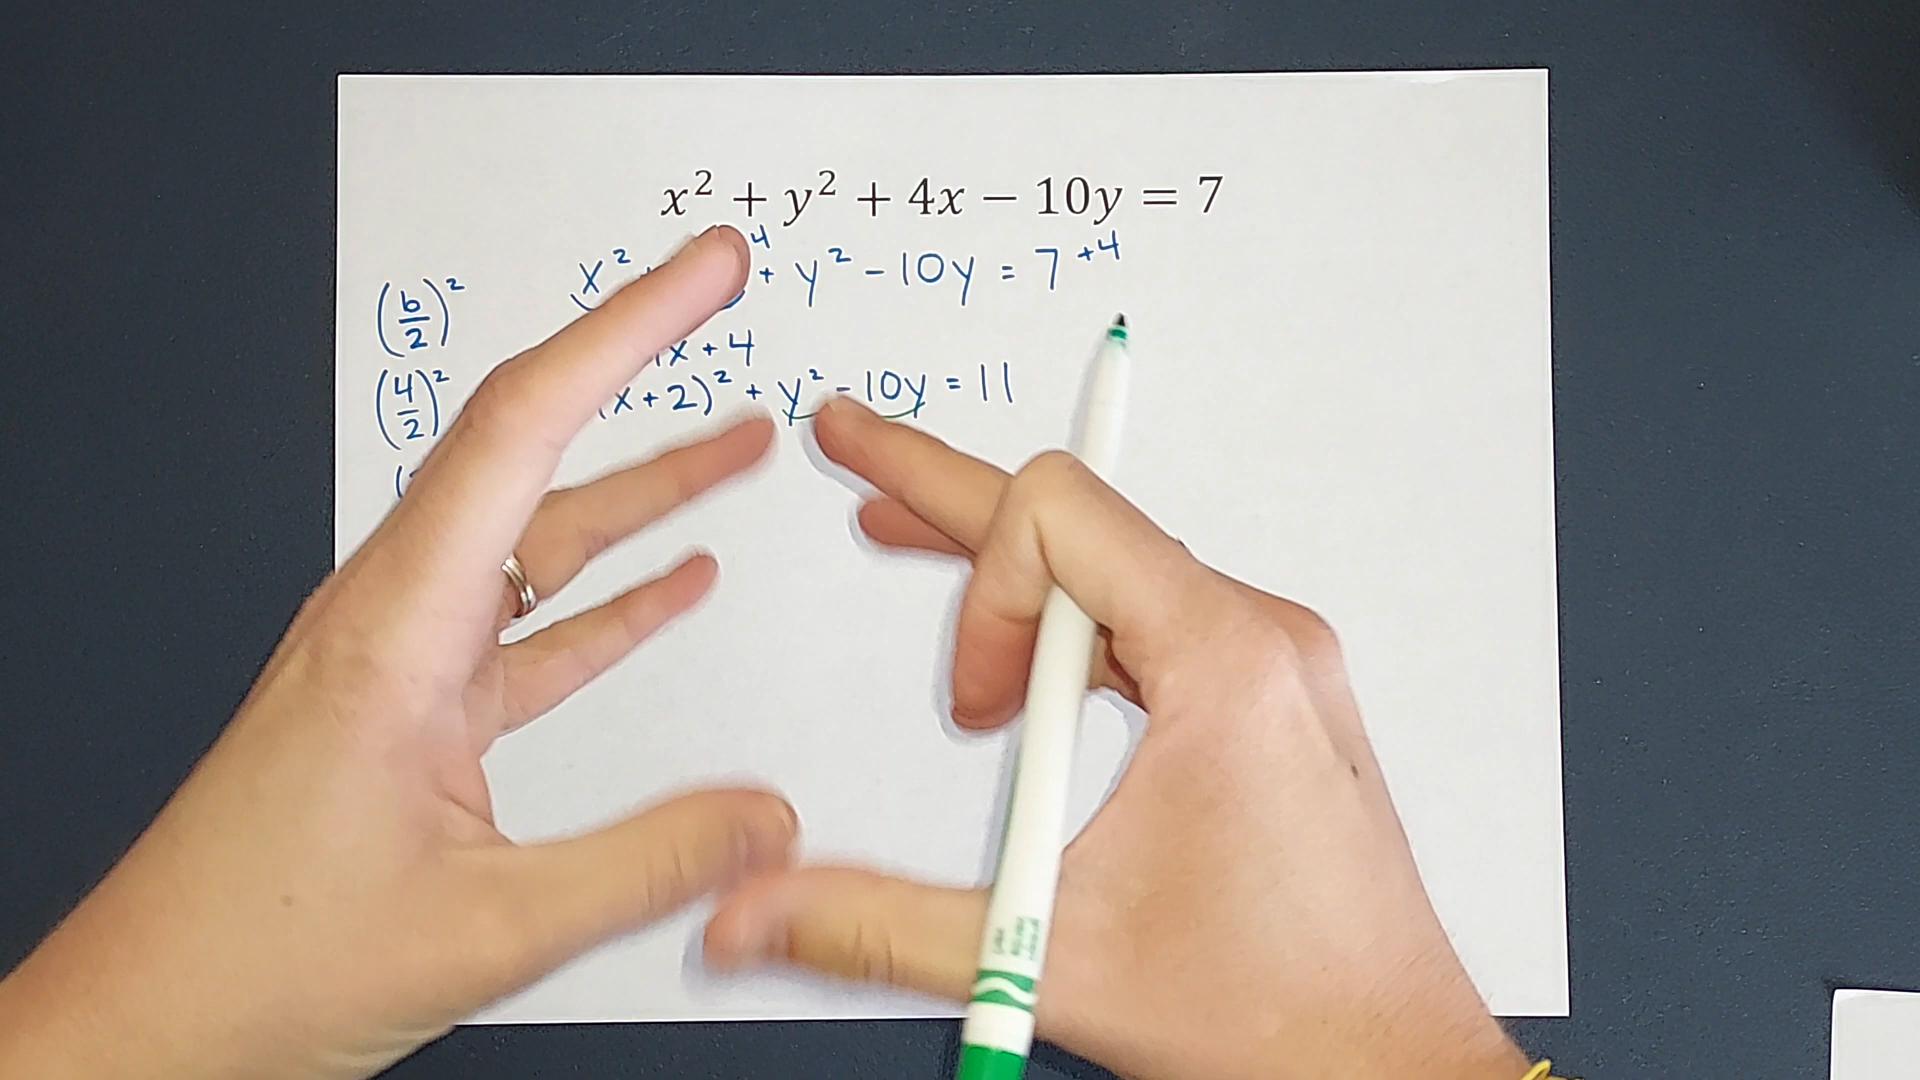 x² + y² + 4x − 10y = 7
x² 4 + y² - 10y = 7 +4
(b/2)²
x + 4
(4/2)²
(x+2)² + y² - 10y = 11